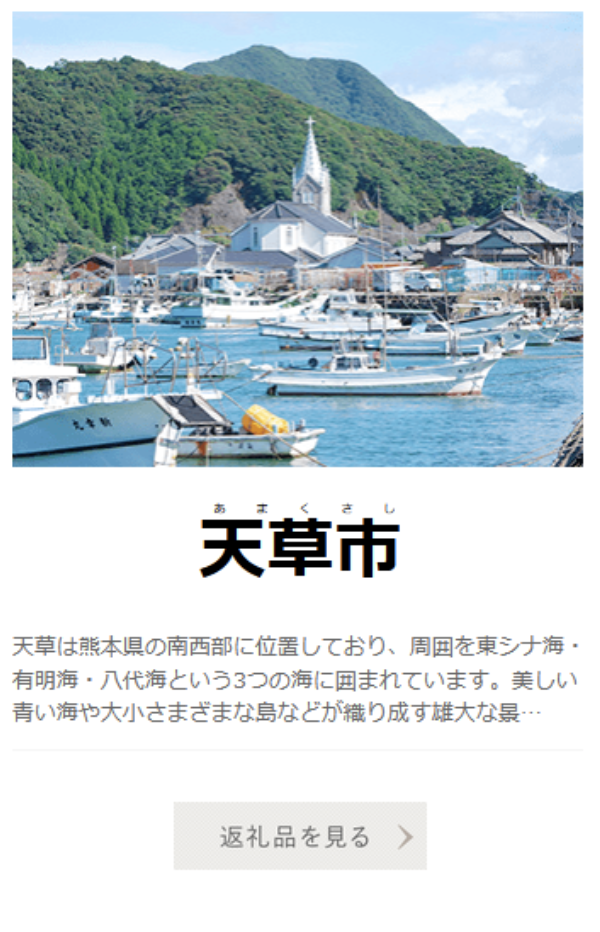 丸幸新
あまくさし
天草市
天草は熊本県の南西部に位置しており、周囲を東シナ海・
有明海・八代海という3つの海に囲まれています。美しい
青い海や大小さまざまな島などが織り成す雄大な景…
返礼品を見る